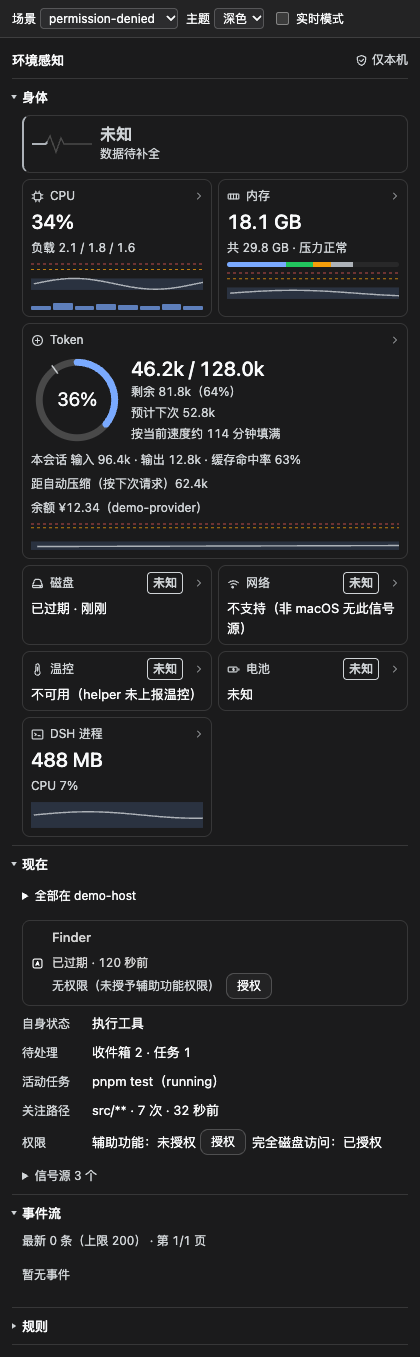 场景 permission-denied 主题 深色 实时模式
环境感知 仅本机
身体
未知
数据待补全
CPU
34%
负载 2.1 / 1.8 / 1.6
内存
18.1 GB
共 29.8 GB · 压力正常
Token
36%
46.2k / 128.0k
剩余 81.8k（64%）
预计下次 52.8k
按当前速度约 114 分钟填满
本会话 输入 96.4k · 输出 12.8k · 缓存命中率 63%
距自动压缩（按下次请求）62.4k
余额 ¥12.34（demo-provider）
磁盘 未知
已过期 · 刚刚
网络 未知
不支持（非 macOS 无此信号
源）
温控 未知
不可用（helper 未上报温控）
电池 未知
未知
DSH 进程
488 MB
CPU 7%
现在
全部在 demo-host
Finder
已过期 · 120 秒前
无权限（未授予辅助功能权限） 授权
自身状态 执行工具
待处理 收件箱 2 · 任务 1
活动任务 pnpm test（running）
关注路径 src/** · 7 次 · 32 秒前
权限 辅助功能：未授权 授权 完全磁盘访问：已授权
信号源 3 个
事件流
最新 0 条（上限 200） · 第 1/1 页
暂无事件
规则